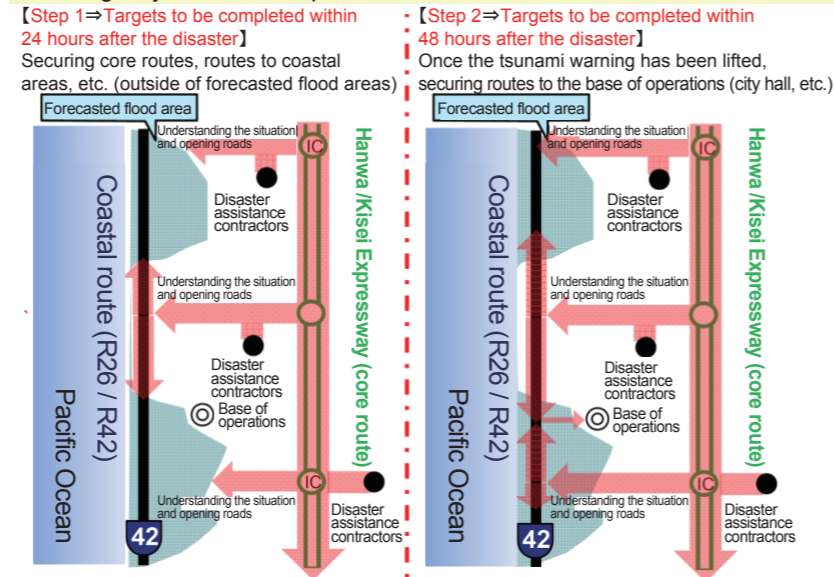 【Step 1⇒Targets to be completed within
24 hours after the disaster】
Securing core routes, routes to coastal
areas, etc. (outside of forecasted flood areas)
Forecasted flood area
Understanding the situation
and opening roads
IC
Disaster
assistance
contractors
Hanwa /Kisei Expressway (core route)
Coastal route (R26 / R42)
Pacific Ocean
Understanding the situation
and opening roads
Disaster
assistance
contractors
Base of
operations
IC
Understanding the situation
and opening roads
Disaster
assistance
contractors
42
【Step 2⇒Targets to be completed within
48 hours after the disaster】
Once the tsunami warning has been lifted,
securing routes to the base of operations (city hall, etc.)
Forecasted flood area
Understanding the situation
and opening roads
IC
Disaster
assistance
contractors
Hanwa /Kisei Expressway (core route)
Coastal route (R26 / R42)
Pacific Ocean
Understanding the situation
and opening roads
Disaster
assistance
contractors
Base of
operations
IC
Understanding the situation
and opening roads
Disaster
assistance
contractors
42